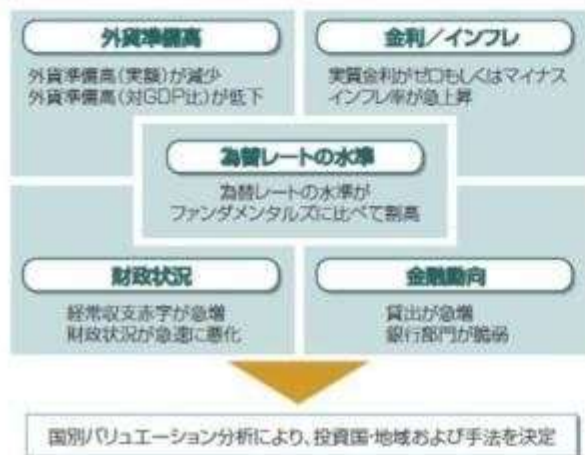 外貨準備高
外貨準備高(実額)が減少
外貨準備高(対GDP比)が低下
金利／インフレ
実質金利がゼロもしくはマイナス
インフレ率が急上昇
為替レートの水準
為替レートの水準が
ファンダメンタルズに比べて割高
財政状況
経常収支赤字が急増
財政状況が急速に悪化
金融動向
貸出が急増
銀行部門が脆弱
国別バリュエーション分析により、投資国・地域および手法を決定